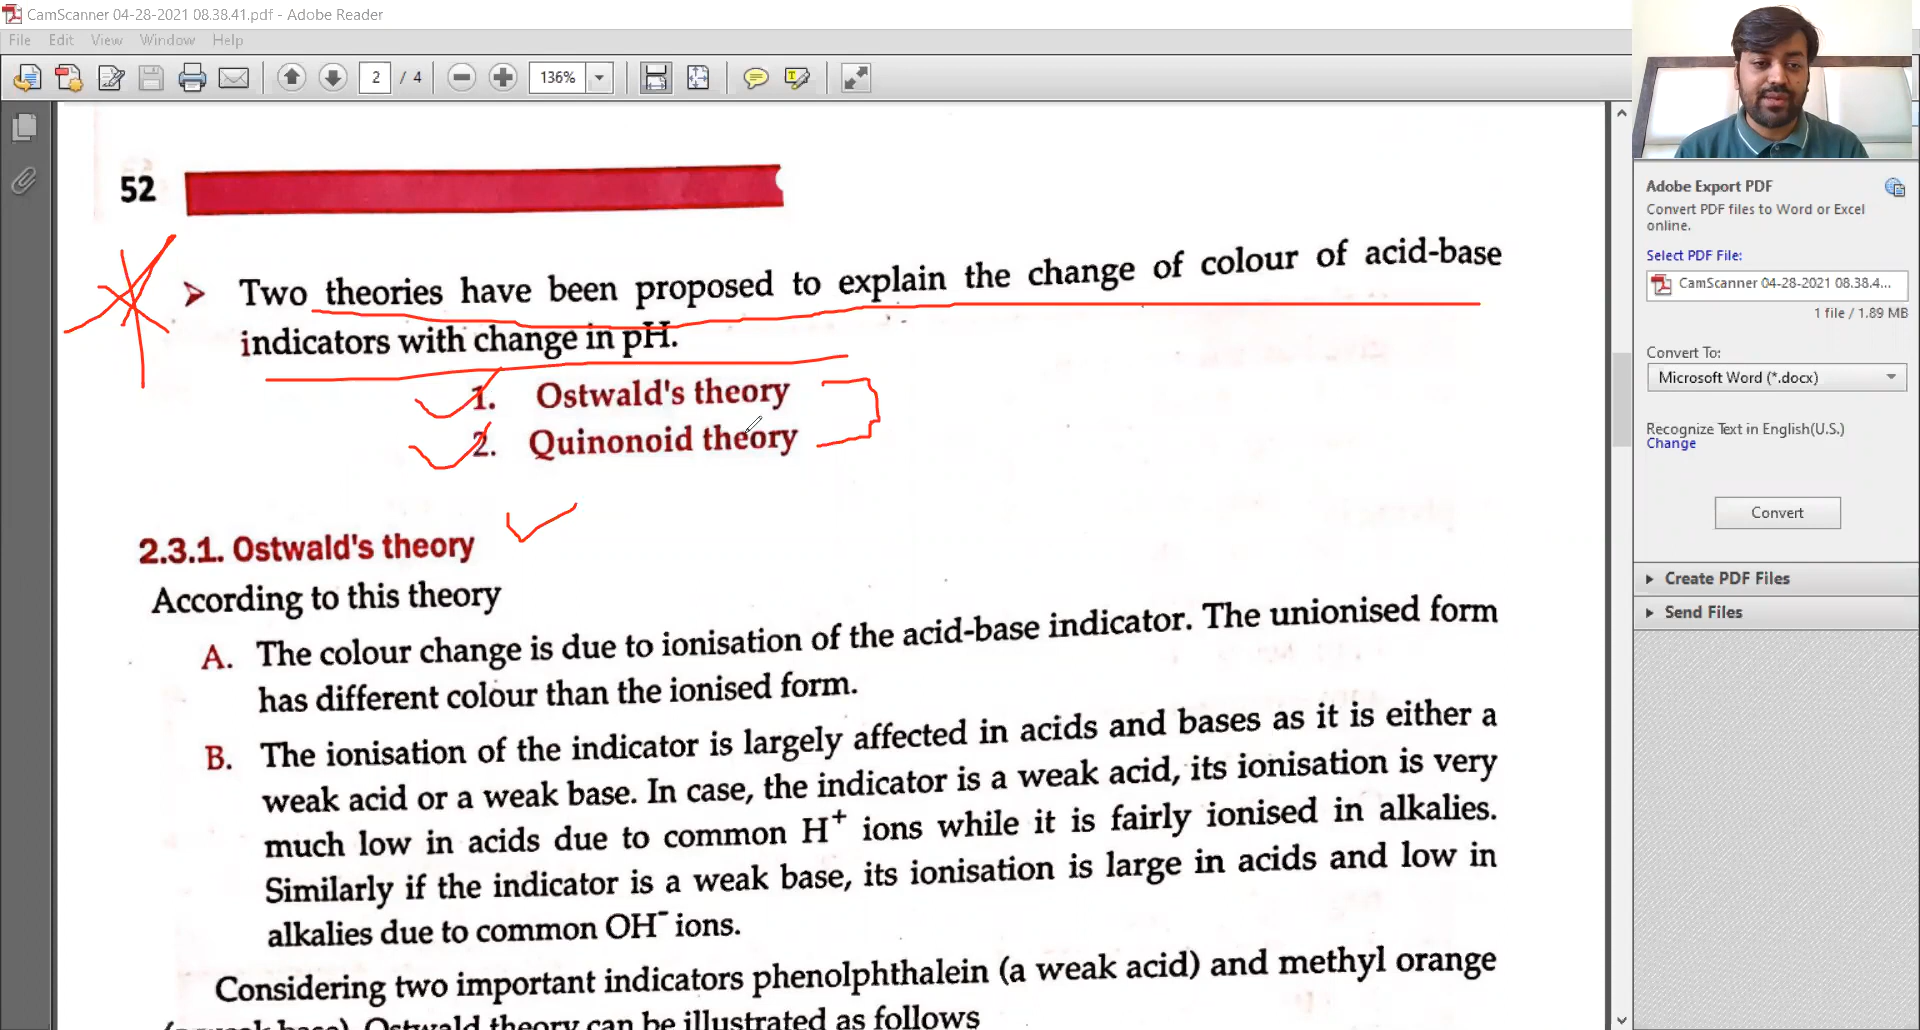 CamScanner 04-28-2021 08.38.41.pdf - Adobe Reader
File Edit View Window Help
2 / 4 136%
52
Two theories have been proposed to explain the change of colour of acid-base
indicators with change in pH.
1. Ostwald's theory
2. Quinonoid theory
2.3.1. Ostwald's theory
According to this theory
A. The colour change is due to ionisation of the acid-base indicator. The unionised form
has different colour than the ionised form.
B. The ionisation of the indicator is largely affected in acids and bases as it is either a
weak acid or a weak base. In case, the indicator is a weak acid, its ionisation is very
much low in acids due to common H⁺ ions while it is fairly ionised in alkalies.
Similarly if the indicator is a weak base, its ionisation is large in acids and low in
alkalies due to common OH⁻ ions.
Considering two important indicators phenolphthalein (a weak acid) and methyl orange
base). Ostwald theory can be illustrated as follows
Adobe Export PDF
Convert PDF files to Word or Excel
online.
Select PDF File:
CamScanner 04-28-2021 08.38.4...
1 file / 1.89 MB
Convert To:
Microsoft Word (*.docx)
Recognize Text in English(U.S.)
Change
Convert
Create PDF Files
Send Files